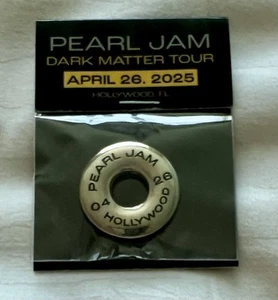 PEARL JAM
DARK MATTER TOUR
APRIL 26, 2025
HOLLYWOOD, FL
PEARL JAM
04 26
HOLLYWOOD